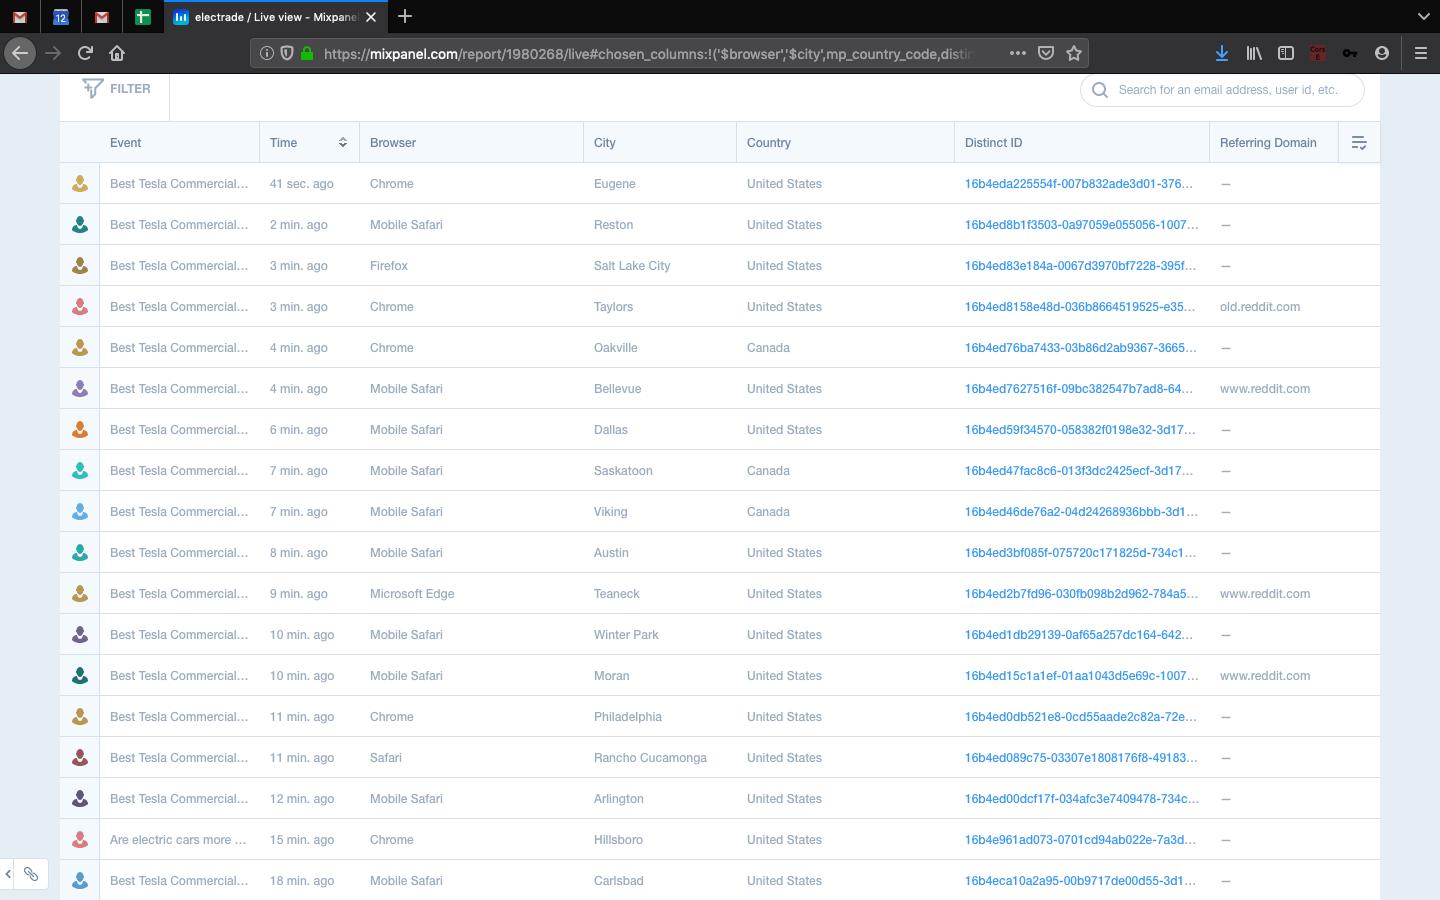 12
electrade / Live view - Mixpanel
https://mixpanel.com/report/1980268/live#chosen_columns:!('$browser','$city',mp_country_code,distin
FILTER
Search for an email address, user id, etc.
Event Time Browser City Country Distinct ID Referring Domain
Best Tesla Commercial... 41 sec. ago Chrome Eugene United States 16b4eda225554f-007b832ade3d01-376... —
Best Tesla Commercial... 2 min. ago Mobile Safari Reston United States 16b4ed8b1f3503-0a97059e055056-1007... —
Best Tesla Commercial... 3 min. ago Firefox Salt Lake City United States 16b4ed83e184a-0067d3970bf7228-395f... —
Best Tesla Commercial... 3 min. ago Chrome Taylors United States 16b4ed8158e48d-036b8664519525-e35... old.reddit.com
Best Tesla Commercial... 4 min. ago Chrome Oakville Canada 16b4ed76ba7433-03b86d2ab9367-3665... —
Best Tesla Commercial... 4 min. ago Mobile Safari Bellevue United States 16b4ed7627516f-09bc382547b7ad8-64... www.reddit.com
Best Tesla Commercial... 6 min. ago Mobile Safari Dallas United States 16b4ed59f34570-058382f0198e32-3d17... —
Best Tesla Commercial... 7 min. ago Mobile Safari Saskatoon Canada 16b4ed47fac8c6-013f3dc2425ecf-3d17... —
Best Tesla Commercial... 7 min. ago Mobile Safari Viking Canada 16b4ed46de76a2-04d24268936bbb-3d1... —
Best Tesla Commercial... 8 min. ago Mobile Safari Austin United States 16b4ed3bf085f-075720c171825d-734c1... —
Best Tesla Commercial... 9 min. ago Microsoft Edge Teaneck United States 16b4ed2b7fd96-030fb098b2d962-784a5... www.reddit.com
Best Tesla Commercial... 10 min. ago Mobile Safari Winter Park United States 16b4ed1db29139-0af65a257dc164-642... —
Best Tesla Commercial... 10 min. ago Mobile Safari Moran United States 16b4ed15c1a1ef-01aa1043d5e69c-1007... www.reddit.com
Best Tesla Commercial... 11 min. ago Chrome Philadelphia United States 16b4ed0db521e8-0cd55aade2c82a-72e... —
Best Tesla Commercial... 11 min. ago Safari Rancho Cucamonga United States 16b4ed089c75-03307e1808176f8-49183... —
Best Tesla Commercial... 12 min. ago Mobile Safari Arlington United States 16b4ed00dcf17f-034afc3e7409478-734c... —
Are electric cars more ... 15 min. ago Chrome Hillsboro United States 16b4e961ad073-0701cd94ab022e-7a3d... —
Best Tesla Commercial... 18 min. ago Mobile Safari Carlsbad United States 16b4eca10a2a95-00b9717de00d55-3d1... —